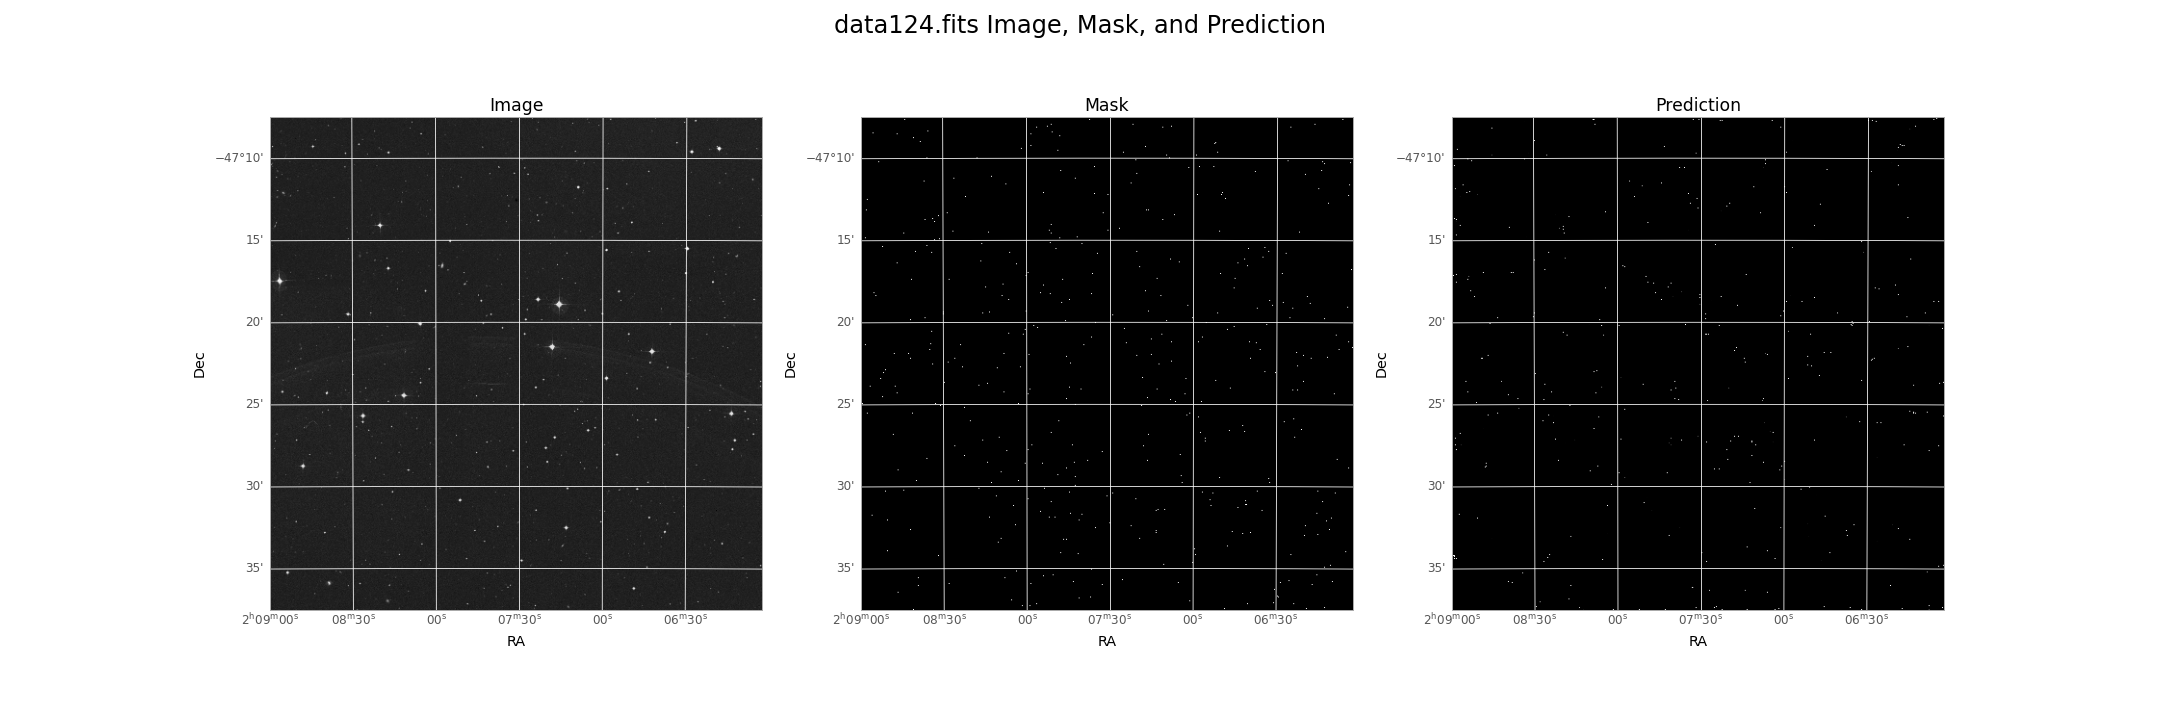 data124.fits Image, Mask, and Prediction
Image
−47°10'
15'
20'
25'
30'
35'
Dec
2ʰ09ᵐ00ˢ 08ᵐ30ˢ 00ˢ 07ᵐ30ˢ 00ˢ 06ᵐ30ˢ
RA
Mask
−47°10'
15'
20'
25'
30'
35'
Dec
2ʰ09ᵐ00ˢ 08ᵐ30ˢ 00ˢ 07ᵐ30ˢ 00ˢ 06ᵐ30ˢ
RA
Prediction
−47°10'
15'
20'
25'
30'
35'
Dec
2ʰ09ᵐ00ˢ 08ᵐ30ˢ 00ˢ 07ᵐ30ˢ 00ˢ 06ᵐ30ˢ
RA